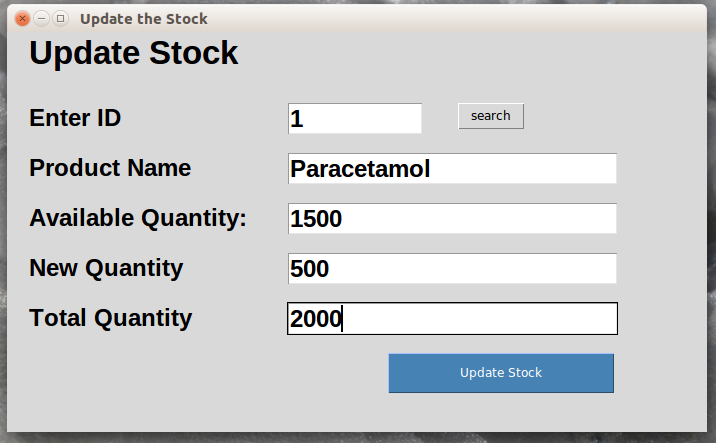 Update the Stock
Update Stock
Enter ID 1 search
Product Name Paracetamol
Available Quantity: 1500
New Quantity 500
Total Quantity 2000
Update Stock